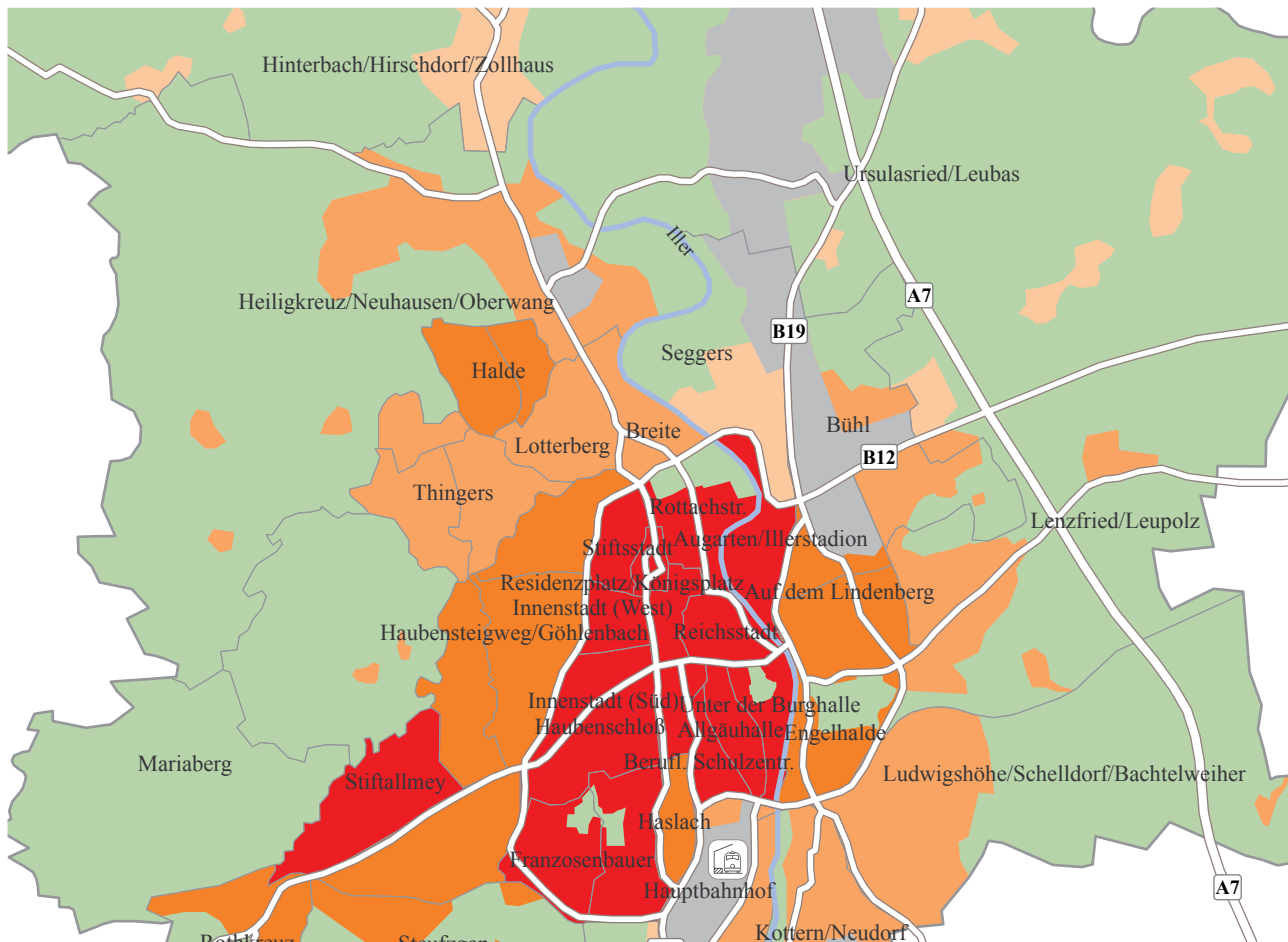 Hinterbach/Hirschdorf/Zollhaus
Ursulasried/Leubas
Iller
A7
Heiligkreuz/Neuhausen/Oberwang
B19
Seggers
Halde
Bühl
Breite
Lotterberg
B12
Thingers
Rottachstr.
Lenzfried/Leupolz
Augarten/Illerstadion
Stiftsstadt
Residenzplatz/Königsplatz
Auf dem Lindenberg
Innenstadt (West)
Haubensteigweg/Göhlenbach
Reichsstadt
Innenstadt (Süd)
Unter der Burghalle
Haubenschloß
Allgäuhalle
Engelhalde
Mariaberg
Berufl. Schulzentr.
Stiftallmey
Ludwigshöhe/Schelldorf/Bachtelweiher
Haslach
Franzosenbauer
Hauptbahnhof
A7
Kottern/Neudorf
Rothkreuz
Steufzgen